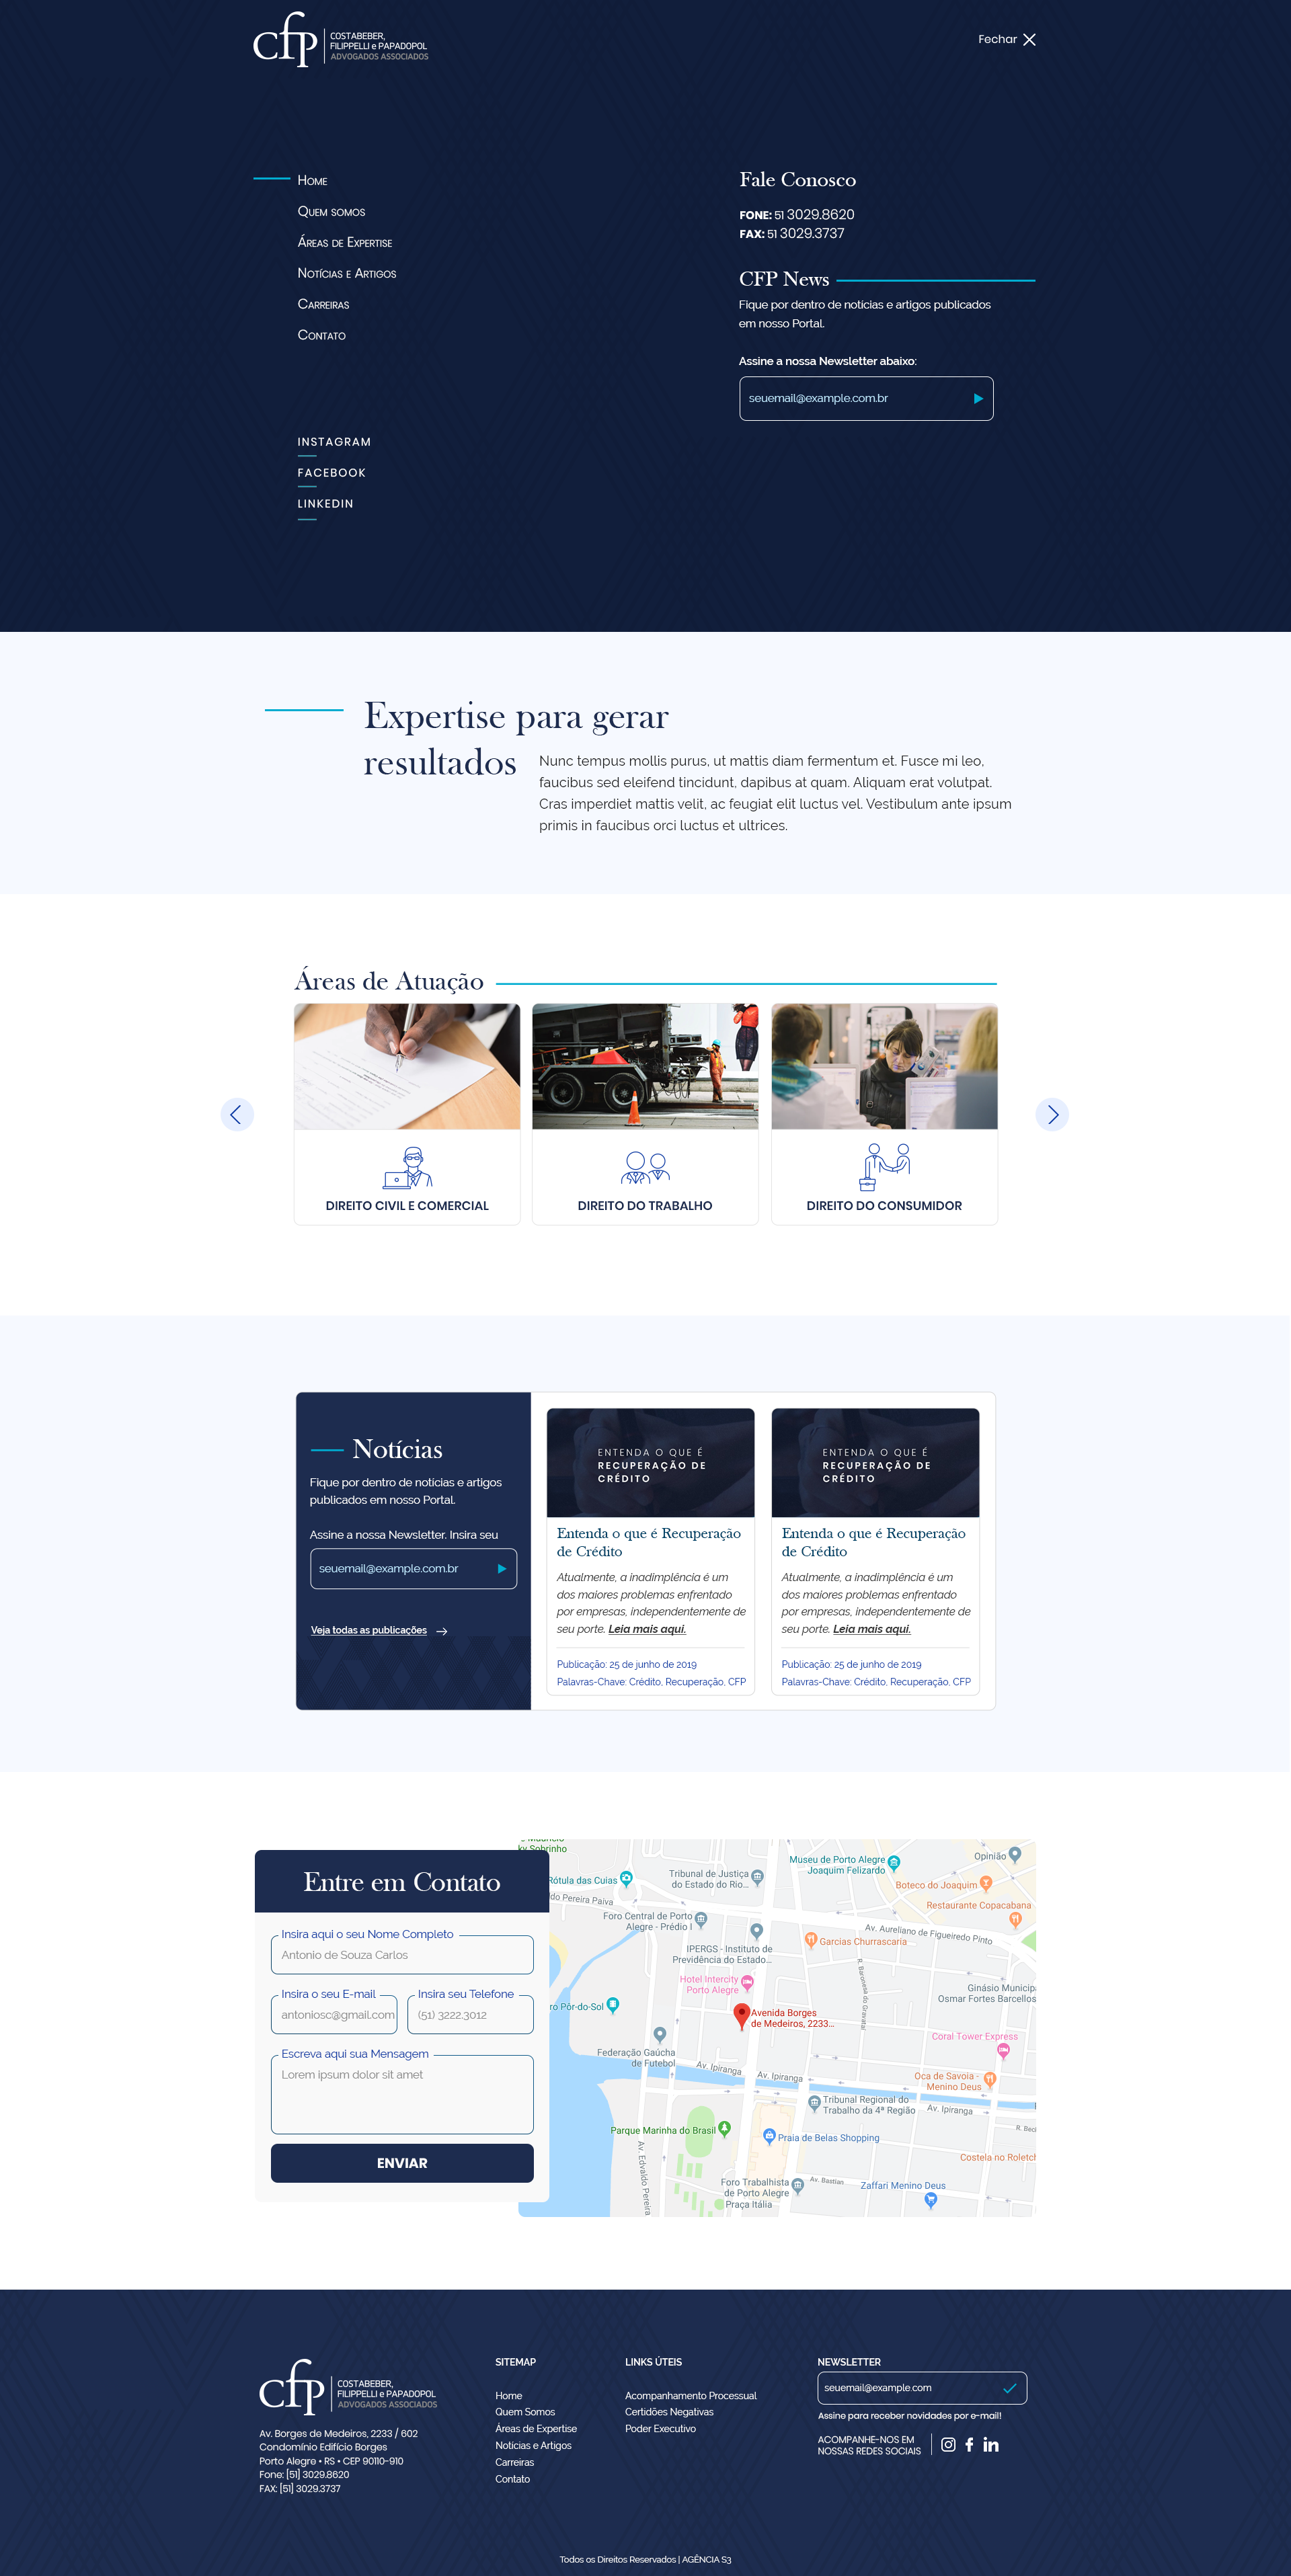 cfp
COSTABEBER,
FILIPPELLI e PAPADOPOL
ADVOGADOS ASSOCIADOS
Fechar
Home
Quem somos
Áreas de Expertise
Notícias e Artigos
Carreiras
Contato
INSTAGRAM
FACEBOOK
LINKEDIN
Fale Conosco
FONE: 51 3029.8620
FAX: 51 3029.3737
CFP News
Fique por dentro de notícias e artigos publicados
em nosso Portal.
Assine a nossa Newsletter abaixo:
seuemail@example.com.br
Expertise para gerar
resultados
Nunc tempus mollis purus, ut mattis diam fermentum et. Fusce mi leo,
faucibus sed eleifend tincidunt, dapibus at quam. Aliquam erat volutpat.
Cras imperdiet mattis velit, ac feugiat elit luctus vel. Vestibulum ante ipsum
primis in faucibus orci luctus et ultrices.
Áreas de Atuação
DIREITO CIVIL E COMERCIAL
DIREITO DO TRABALHO
DIREITO DO CONSUMIDOR
Notícias
Fique por dentro de notícias e artigos
publicados em nosso Portal.
Assine a nossa Newsletter. Insira seu
seuemail@example.com.br
Veja todas as publicações
ENTENDA O QUE É
RECUPERAÇÃO DE
CRÉDITO
Entenda o que é Recuperação
de Crédito
Atualmente, a inadimplência é um
dos maiores problemas enfrentado
por empresas, independentemente de
seu porte. Leia mais aqui.
Publicação: 25 de junho de 2019
Palavras-Chave: Crédito, Recuperação, CFP
ENTENDA O QUE É
RECUPERAÇÃO DE
CRÉDITO
Entenda o que é Recuperação
de Crédito
Atualmente, a inadimplência é um
dos maiores problemas enfrentado
por empresas, independentemente de
seu porte. Leia mais aqui.
Publicação: 25 de junho de 2019
Palavras-Chave: Crédito, Recuperação, CFP
Entre em Contato
Insira aqui o seu Nome Completo
Antonio de Souza Carlos
Insira o seu E-mail
antoniosc@gmail.com
Insira seu Telefone
(51) 3222.3012
Escreva aqui sua Mensagem
Lorem ipsum dolor sit amet
ENVIAR
ky Sobrinho
Rótula das Cuias
do Pereira Paiva
Tribunal de Justiça
do Estado do Rio...
Museu de Porto Alegre
Joaquim Felizardo
Opinião
Boteco do Joaquim
Restaurante Copacabana
Foro Central de Porto
Alegre - Prédio I
Av. Aureliano de Figueiredo Pinto
Garcias Churrascaria
IPERGS - Instituto de
Previdência do Estado...
R. Baronesa do Gravataí
Hotel Intercity
Porto Alegre
Ginásio Municip
Osmar Fortes Barcellos
ro Pôr-do-Sol
Avenida Borges
de Medeiros, 2233...
Coral Tower Express
Federação Gaúcha
de Futebol
Av. Ipiranga
Av. Ipiranga
Oca de Savoia -
Menino Deus
Av. Ipiranga
Tribunal Regional do
Trabalho da 4ª Região
Parque Marinha do Brasil
Praia de Belas Shopping
Costela no Roletch
Av. Edvaldo Pereira
Foro Trabalhista
de Porto Alegre
Praça Itália
Av. Bastian
Zaffari Menino Deus
cfp
COSTABEBER,
FILIPPELLI e PAPADOPOL
ADVOGADOS ASSOCIADOS
Av. Borges de Medeiros, 2233 / 602
Condomínio Edifício Borges
Porto Alegre • RS • CEP 90110-910
Fone: [51] 3029.8620
FAX: [51] 3029.3737
SITEMAP
Home
Quem Somos
Áreas de Expertise
Notícias e Artigos
Carreiras
Contato
LINKS ÚTEIS
Acompanhamento Processual
Certidões Negativas
Poder Executivo
NEWSLETTER
seuemail@example.com
Assine para receber novidades por e-mail!
ACOMPANHE-NOS EM
NOSSAS REDES SOCIAIS
Todos os Direitos Reservados | AGÊNCIA S3